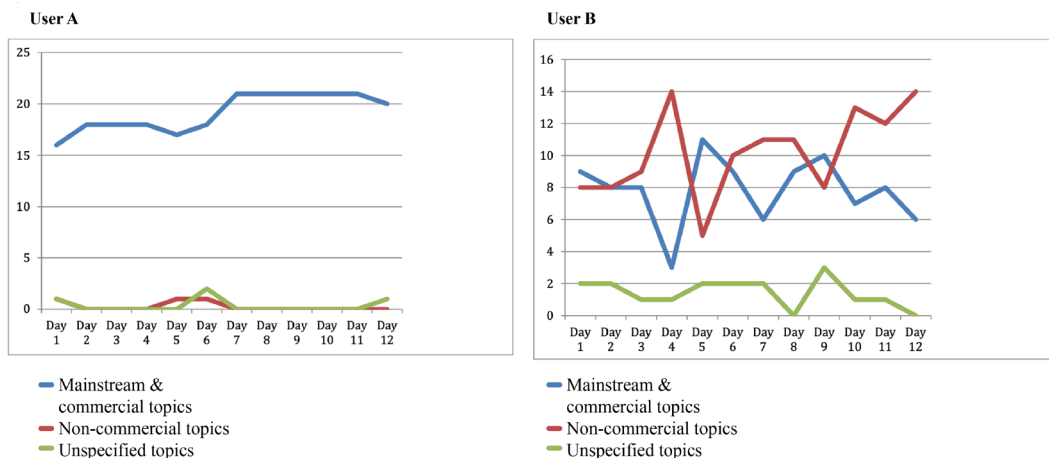 User A
25
20
15
10
5
0
Day Day Day Day Day Day Day Day Day Day Day Day
1 2 3 4 5 6 7 8 9 10 11 12
Mainstream &
commercial topics
Non-commercial topics
Unspecified topics
User B
16
14
12
10
8
6
4
2
0
Day Day Day Day Day Day Day Day Day Day Day Day
1 2 3 4 5 6 7 8 9 10 11 12
Mainstream &
commercial topics
Non-commercial topics
Unspecified topics